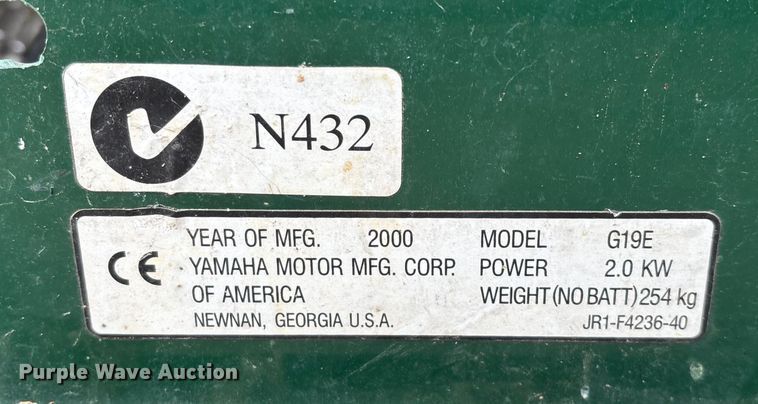 N432
CE YEAR OF MFG. 2000 MODEL G19E
YAMAHA MOTOR MFG. CORP. POWER 2.0 KW
OF AMERICA WEIGHT (NO BATT) 254 kg
NEWNAN, GEORGIA U.S.A. JR1-F4236-40
Purple Wave Auction